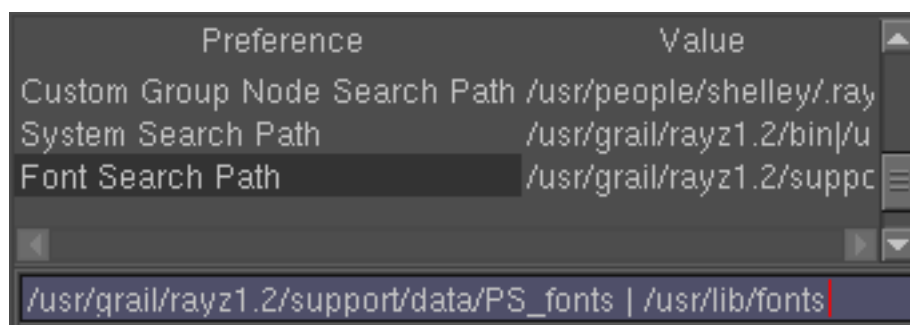 Preference Value
Custom Group Node Search Path /usr/people/shelley/.ray
System Search Path /usr/grail/rayz1.2/bin|/u
Font Search Path /usr/grail/rayz1.2/suppo
/usr/grail/rayz1.2/support/data/PS_fonts | /usr/lib/fonts